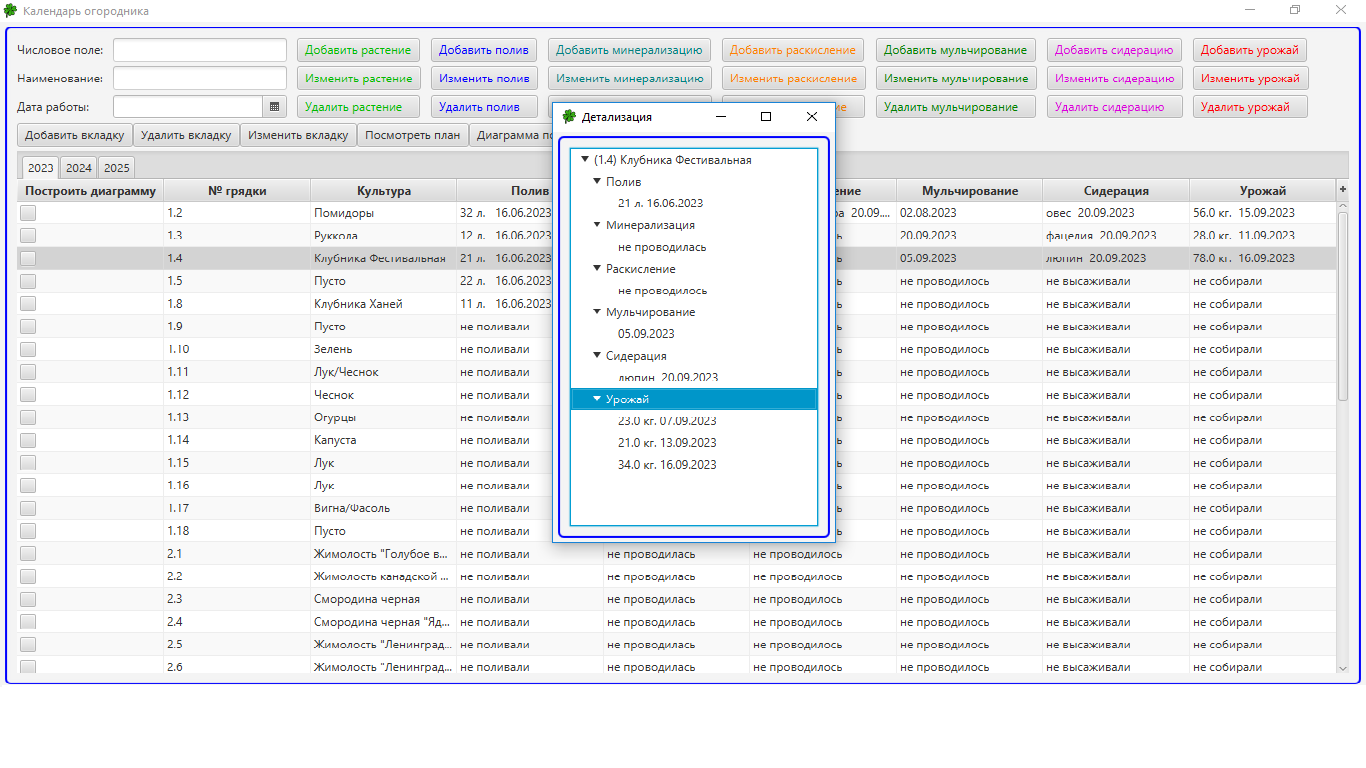 Календарь огородника
Числовое поле: Добавить растение Добавить полив Добавить минерализацию Добавить раскисление Добавить мульчирование Добавить сидерацию Добавить урожай
Наименование: Изменить растение Изменить полив Изменить минерализацию Изменить раскисление Изменить мульчирование Изменить сидерацию Изменить урожай
Дата работы: Удалить растение Удалить полив Удалить мульчирование Удалить сидерацию Удалить урожай
Добавить вкладку Удалить вкладку Изменить вкладку Посмотреть план Диаграмма
2023 2024 2025
Построить диаграмму № грядки Культура Полив Мульчирование Сидерация Урожай +
1.2 Помидоры 32 л. 16.06.2023 20.09.... 02.08.2023 овес 20.09.2023 56.0 кг. 15.09.2023
1.3 Руккола 12 л. 16.06.2023 20.09.2023 фацелия 20.09.2023 28.0 кг. 11.09.2023
1.4 Клубника Фестивальная 21 л. 16.06.2023 05.09.2023 люпин 20.09.2023 78.0 кг. 16.09.2023
1.5 Пусто 22 л. 16.06.2023 не проводилось не высаживали не собирали
1.8 Клубника Ханей 11 л. 16.06.2023 не проводилось не высаживали не собирали
1.9 Пусто не поливали не проводилось не высаживали не собирали
1.10 Зелень не поливали не проводилось не высаживали не собирали
1.11 Лук/Чеснок не поливали не проводилось не высаживали не собирали
1.12 Чеснок не поливали не проводилось не высаживали не собирали
1.13 Огурцы не поливали не проводилось не высаживали не собирали
1.14 Капуста не поливали не проводилось не высаживали не собирали
1.15 Лук не поливали не проводилось не высаживали не собирали
1.16 Лук не поливали не проводилось не высаживали не собирали
1.17 Вигна/Фасоль не поливали не проводилось не высаживали не собирали
1.18 Пусто не поливали не проводилось не высаживали не собирали
2.1 Жимолость "Голубое в... не поливали не проводилась не проводилось не проводилось не высаживали не собирали
2.2 Жимолость канадской ... не поливали не проводилась не проводилось не проводилось не высаживали не собирали
2.3 Смородина черная не поливали не проводилась не проводилось не проводилось не высаживали не собирали
2.4 Смородина черная "Яд... не поливали не проводилась не проводилось не проводилось не высаживали не собирали
2.5 Жимолость "Ленинград... не поливали не проводилась не проводилось не проводилось не высаживали не собирали
2.6 Жимолость "Ленинград... не поливали не проводилась не проводилось не проводилось не высаживали не собирали
Детализация
(1.4) Клубника Фестивальная
Полив
21 л. 16.06.2023
Минерализация
не проводилась
Раскисление
не проводилось
Мульчирование
05.09.2023
Сидерация
люпин 20.09.2023
Урожай
23.0 кг. 07.09.2023
21.0 кг. 13.09.2023
34.0 кг. 16.09.2023